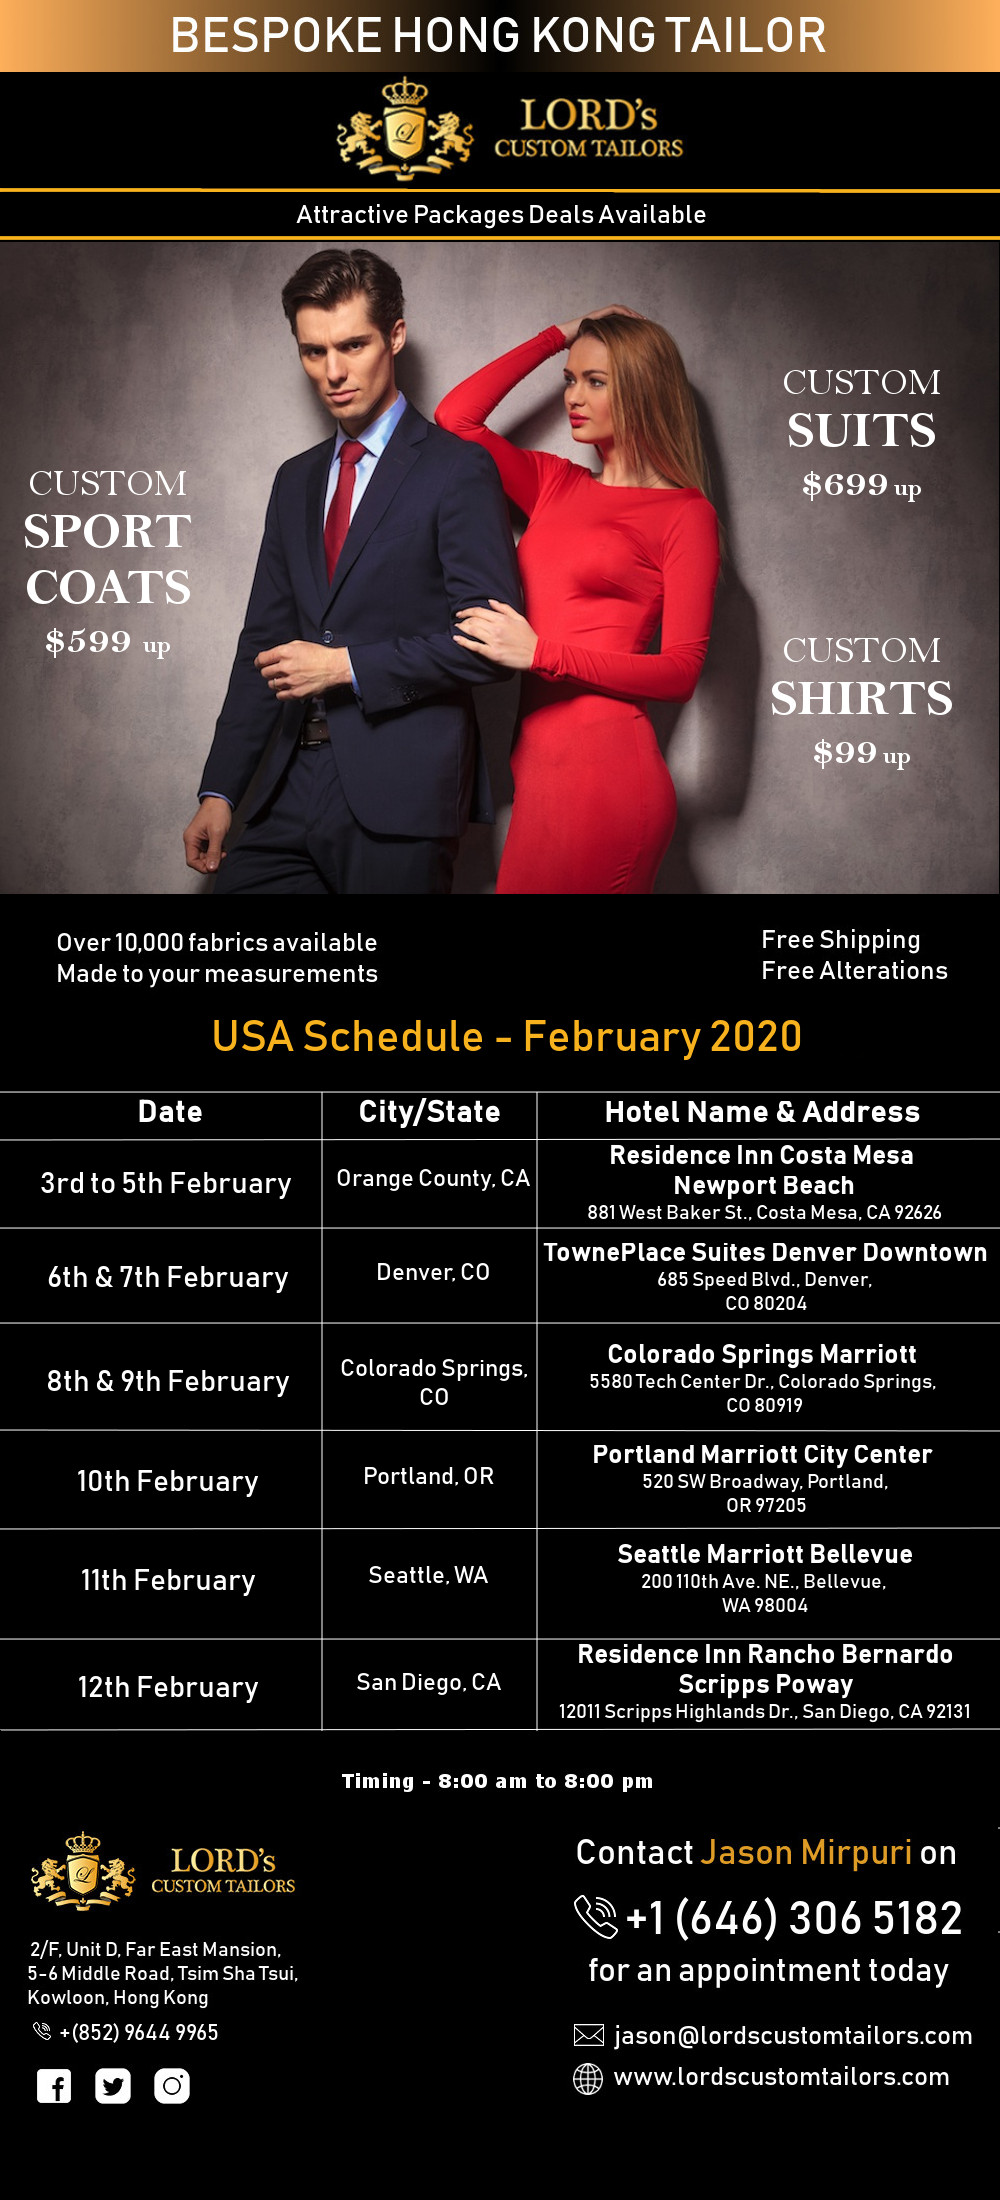 BESPOKE HONG KONG TAILOR
L
LORD's
CUSTOM TAILORS
Attractive Packages Deals Available
CUSTOM
SPORT
COATS
$599 up
CUSTOM
SUITS
$699 up
CUSTOM
SHIRTS
$99 up
Over 10,000 fabrics available
Made to your measurements
Free Shipping
Free Alterations
USA Schedule - February 2020
Date City/State Hotel Name & Address
3rd to 5th February
Orange County, CA
Residence Inn Costa Mesa
Newport Beach
881 West Baker St., Costa Mesa, CA 92626
6th & 7th February
Denver, CO
TownePlace Suites Denver Downtown
685 Speed Blvd., Denver,
CO 80204
8th & 9th February
Colorado Springs,
CO
Colorado Springs Marriott
5580 Tech Center Dr., Colorado Springs,
CO 80919
10th February
Portland, OR
Portland Marriott City Center
520 SW Broadway, Portland,
OR 97205
11th February
Seattle, WA
Seattle Marriott Bellevue
200 110th Ave. NE., Bellevue,
WA 98004
12th February
San Diego, CA
Residence Inn Rancho Bernardo
Scripps Poway
12011 Scripps Highlands Dr., San Diego, CA 92131
Timing - 8:00 am to 8:00 pm
L
LORD's
CUSTOM TAILORS
2/F, Unit D, Far East Mansion,
5-6 Middle Road, Tsim Sha Tsui,
Kowloon, Hong Kong
+(852) 9644 9965
Contact Jason Mirpuri on
+1 (646) 306 5182
for an appointment today
jason@lordscustomtailors.com
www.lordscustomtailors.com